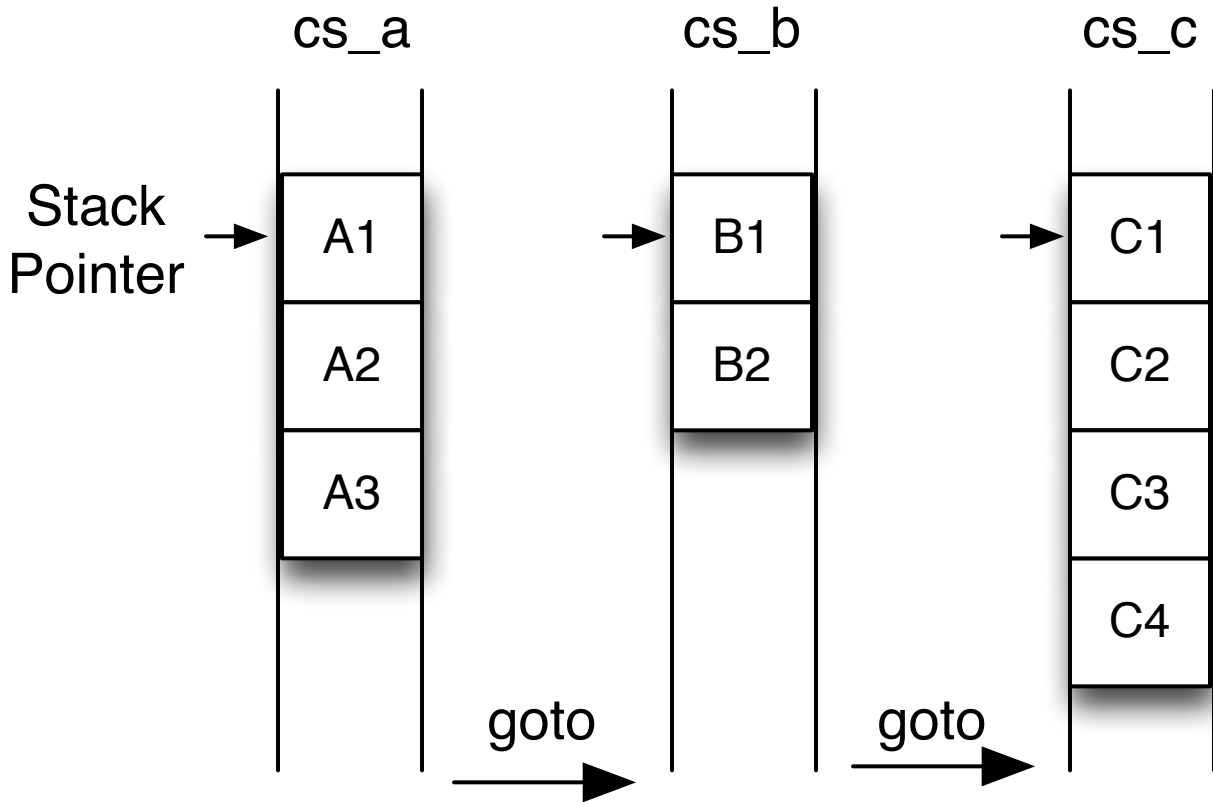 cs_a
cs_b
cs_c
Stack
Pointer
A1
B1
C1
A2
B2
C2
A3
C3
C4
goto
goto